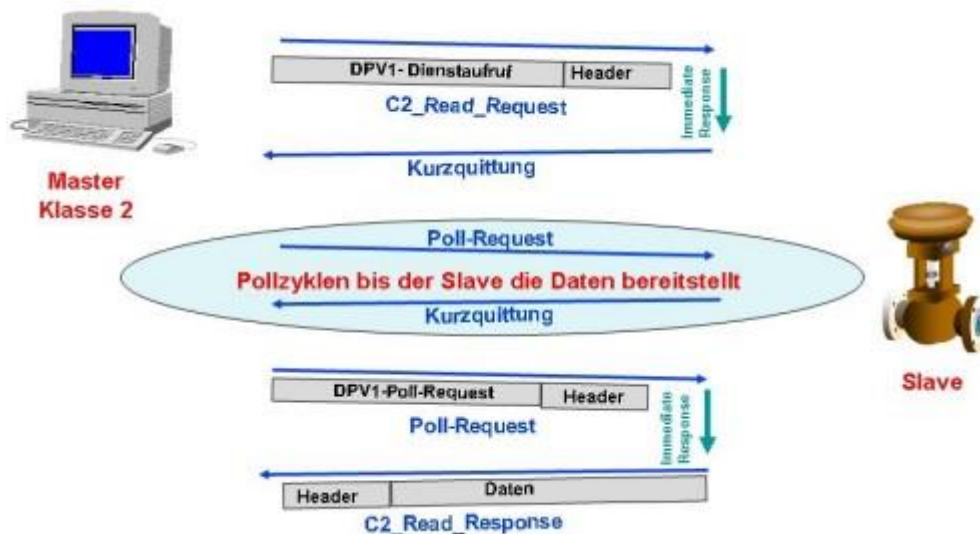 DPV1- Dienstaufruf Header
C2_Read_Request
Immediate
Response
Kurzquittung
Master
Klasse 2
Poll-Request
Pollzyklen bis der Slave die Daten bereitstellt
Kurzquittung
Slave
DPV1-Poll-Request Header
Poll-Request
Immediate
Response
Header Daten
C2_Read_Response